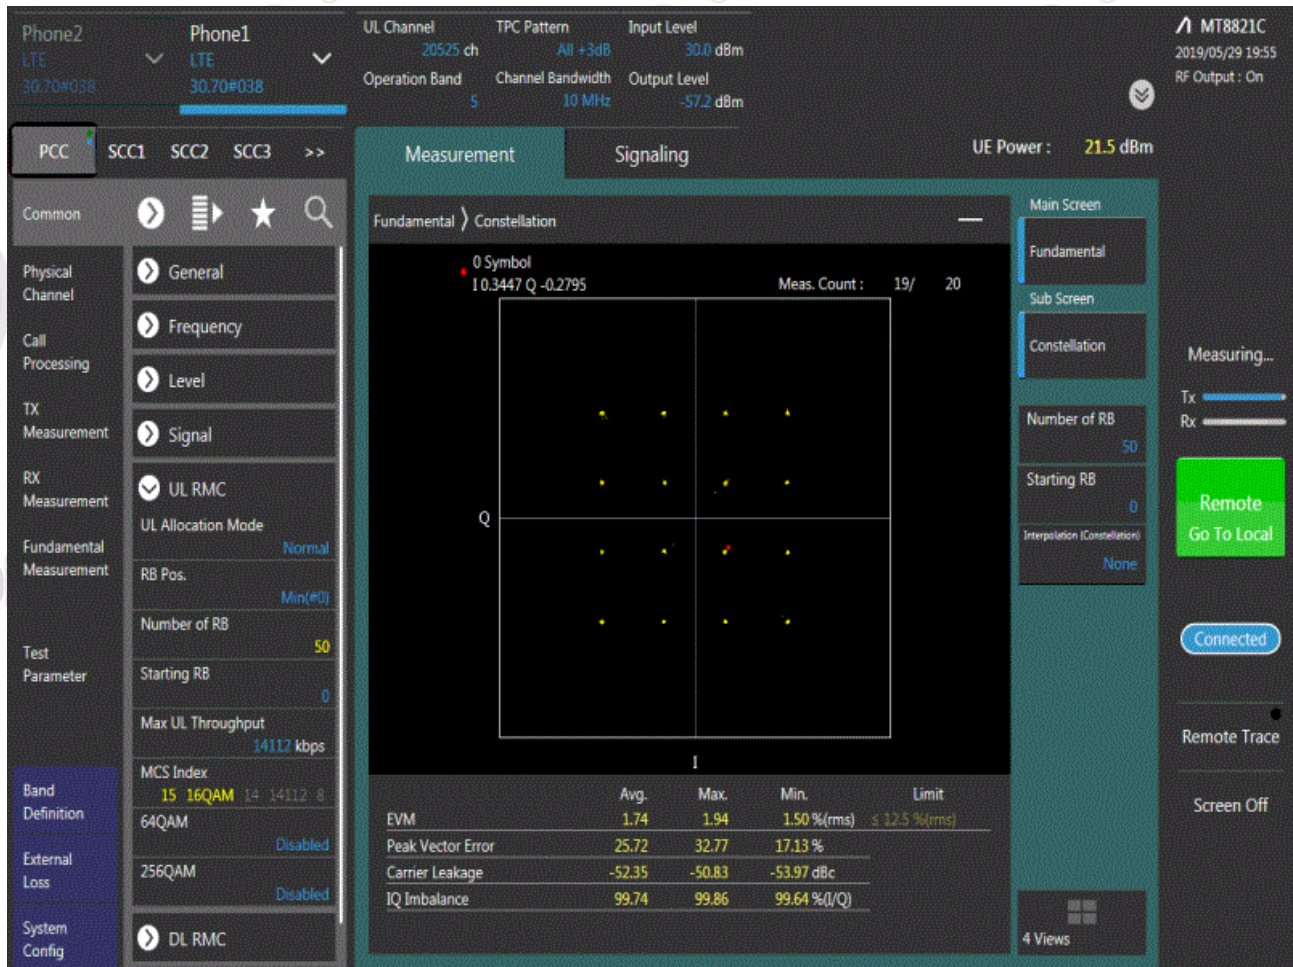 Phone2
LTE
30.70#038
Phone1
LTE
30.70#038
UL Channel
20525 ch
TPC Pattern
All +3dB
Input Level
30.0 dBm
Operation Band
5
Channel Bandwidth
10 MHz
Output Level
-57.2 dBm
MT8821C
2019/05/29 19:55
RF Output : On
PCC SCC1 SCC2 SCC3 >>
Measurement
Signaling
UE Power : 21.5 dBm
Common
Physical
Channel
Call
Processing
TX
Measurement
RX
Measurement
Fundamental
Measurement
Test
Parameter
Band
Definition
External
Loss
System
Config
General
Frequency
Level
Signal
UL RMC
UL Allocation Mode
Normal
RB Pos.
Min(#0)
Number of RB
50
Starting RB
0
Max UL Throughput
14112 kbps
MCS Index
15 16QAM 14 14112 8
64QAM
Disabled
256QAM
Disabled
DL RMC
Fundamental 〉 Constellation
0 Symbol
I 0.3447 Q -0.2795
Meas. Count : 19/ 20
Q
I
Avg. Max. Min. Limit
EVM 1.74 1.94 1.50 %(rms) ≤ 12.5 %(rms)
Peak Vector Error 25.72 32.77 17.13 %
Carrier Leakage -52.35 -50.83 -53.97 dBc
IQ Imbalance 99.74 99.86 99.64 %(I/Q)
Main Screen
Fundamental
Sub Screen
Constellation
Number of RB
50
Starting RB
0
Interpolation (Constellation)
None
4 Views
Measuring...
Tx
Rx
Remote
Go To Local
Connected
Remote Trace
Screen Off